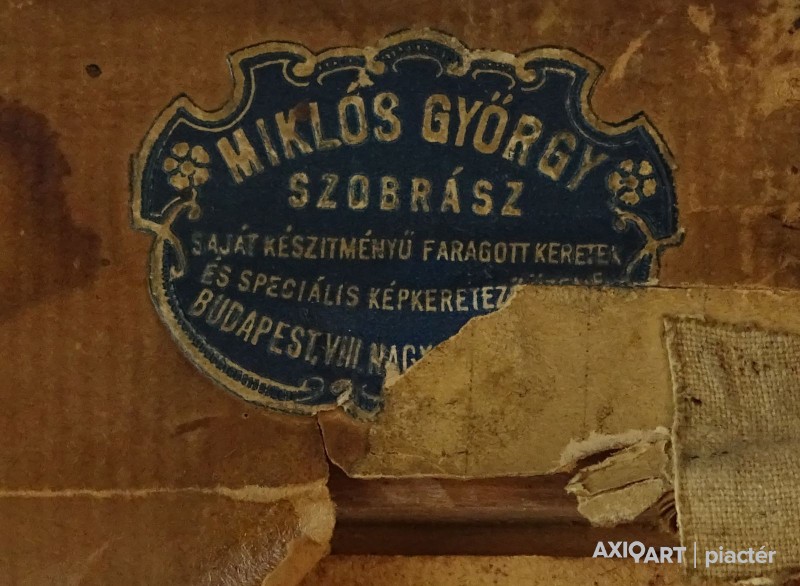 MIKLÓS GYÖRGY
SZOBRÁSZ
SAJÁT KÉSZITMÉNYŰ FARAGOTT KERETEK
ÉS SPECIÁLIS KÉPKERETEZ
BUDAPEST, VIII. NAGY
AXIOART | piactér